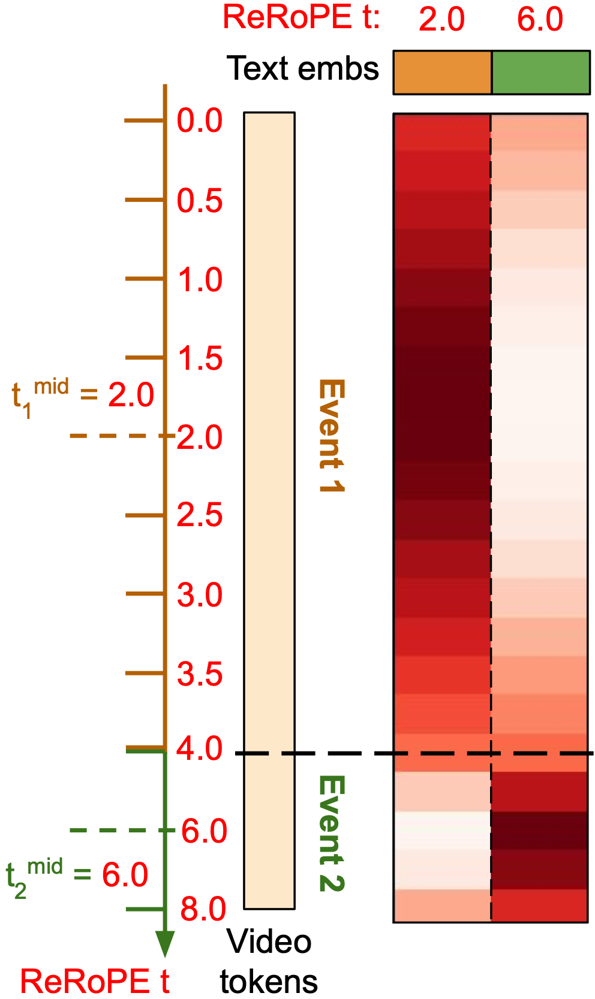 ReRoPE t: 2.0 6.0
Text embs
0.0
0.5
1.0
1.5
t₁ᵐⁱᵈ = 2.0
2.0
Event 1
2.5
3.0
3.5
4.0
Event 2
6.0
t₂ᵐⁱᵈ = 6.0
8.0
Video
tokens
ReRoPE t